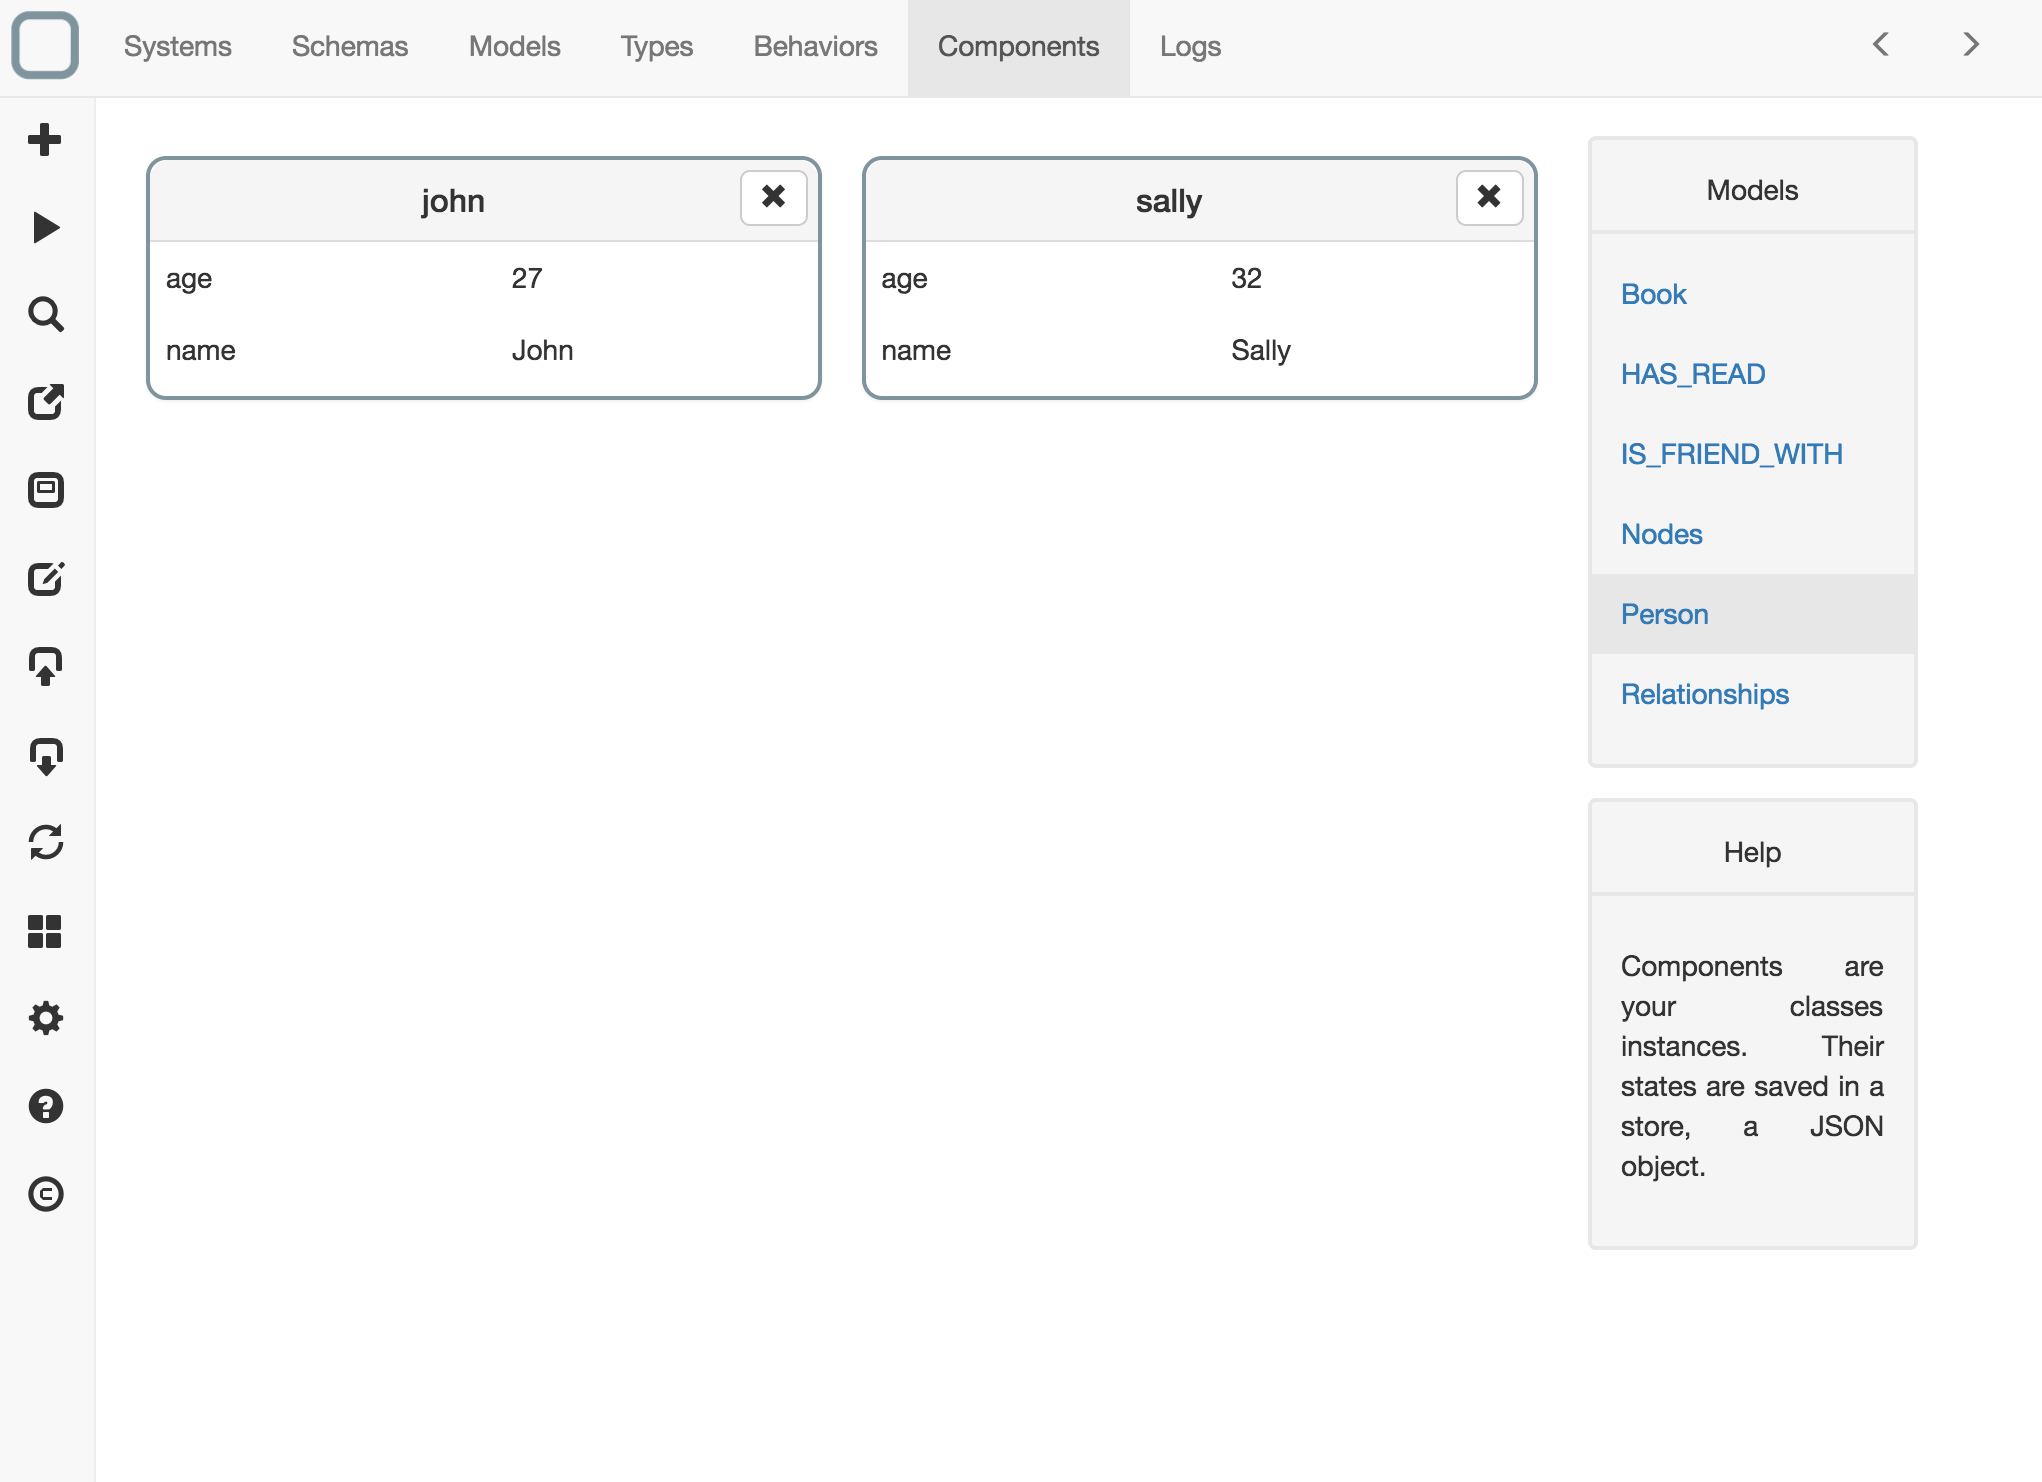 Systems Schemas Models Types Behaviors Components Logs
john
age 27
name John
sally
age 32
name Sally
Models
Book
HAS_READ
IS_FRIEND_WITH
Nodes
Person
Relationships
Help
Components are
your classes
instances. Their
states are saved in a
store, a JSON
object.